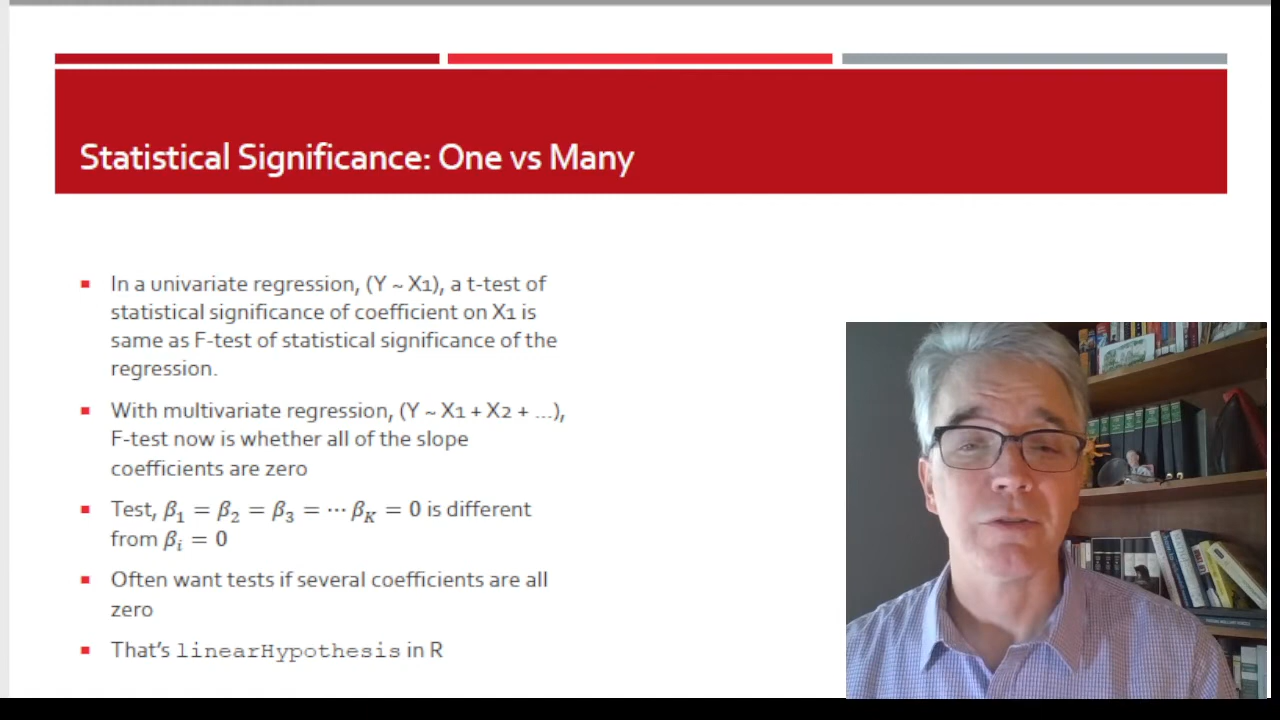 Statistical Significance: One vs Many
▪ In a univariate regression, (Y ~ X1), a t-test of
statistical significance of coefficient on X1 is
same as F-test of statistical significance of the
regression.
▪ With multivariate regression, (Y ~ X1 + X2 + …),
F-test now is whether all of the slope
coefficients are zero
▪ Test, β₁ = β₂ = β₃ = ⋯ β_K = 0 is different
from β_i = 0
▪ Often want tests if several coefficients are all
zero
▪ That's linearHypothesis in R